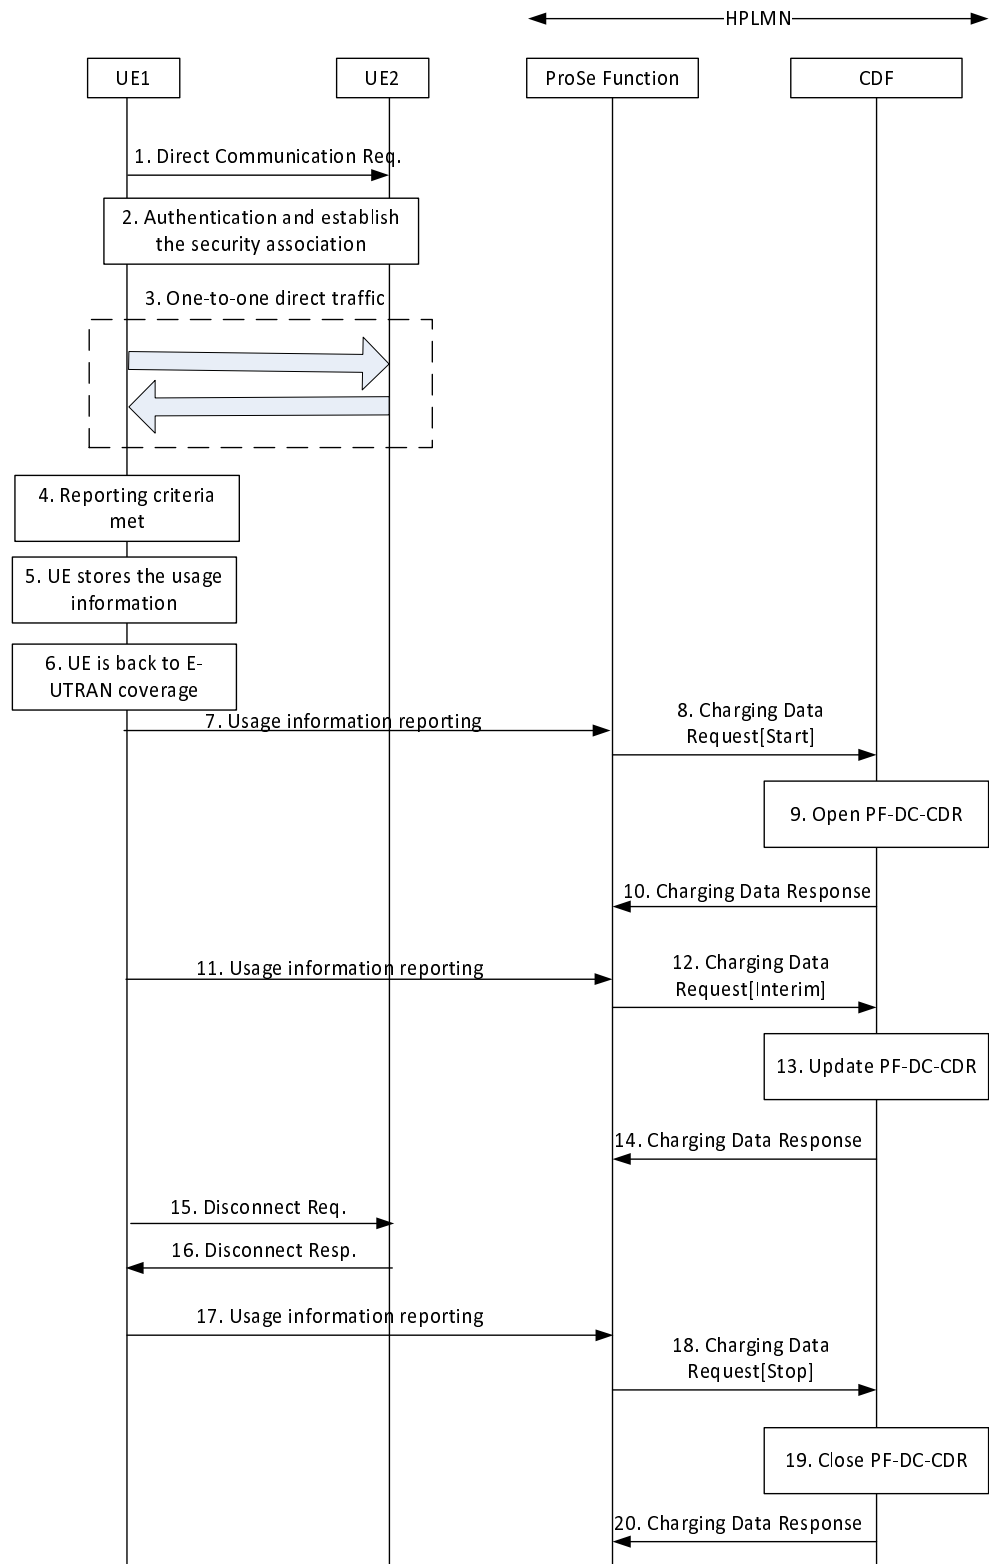 HPLMN
UE1
UE2
ProSe Function
CDF
1. Direct Communication Req.
2. Authentication and establish
the security association
3. One-to-one direct traffic
4. Reporting criteria
met
5. UE stores the usage
information
6. UE is back to E-
UTRAN coverage
7. Usage information reporting
8. Charging Data
Request[Start]
9. Open PF-DC-CDR
10. Charging Data Response
11. Usage information reporting
12. Charging Data
Request[Interim]
13. Update PF-DC-CDR
14. Charging Data Response
15. Disconnect Req.
16. Disconnect Resp.
17. Usage information reporting
18. Charging Data
Request[Stop]
19. Close PF-DC-CDR
20. Charging Data Response